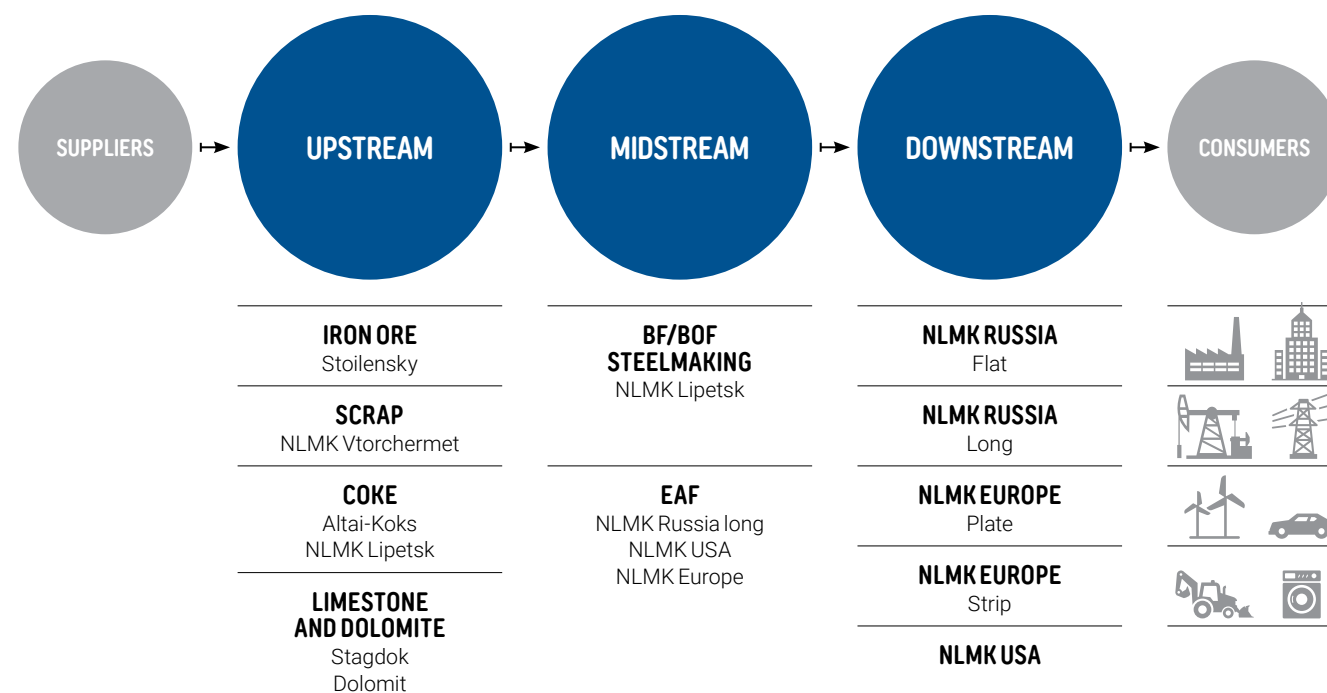 SUPPLIERS
UPSTREAM
MIDSTREAM
DOWNSTREAM
CONSUMERS
IRON ORE
Stoilensky
SCRAP
NLMK Vtorchermet
COKE
Altai-Koks
NLMK Lipetsk
LIMESTONE
AND DOLOMITE
Stagdok
Dolomit
BF/BOF
STEELMAKING
NLMK Lipetsk
EAF
NLMK Russia long
NLMK USA
NLMK Europe
NLMK RUSSIA
Flat
NLMK RUSSIA
Long
NLMK EUROPE
Plate
NLMK EUROPE
Strip
NLMK USA